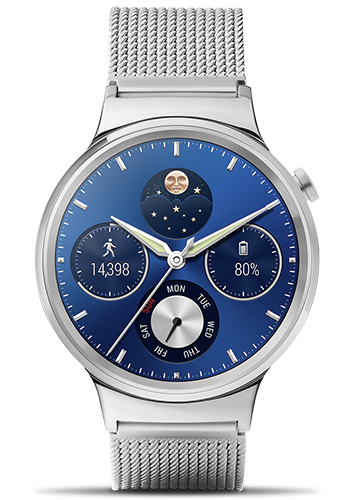 14,398
80%
SUN
MON
TUE
WED
THU
FRI
SAT